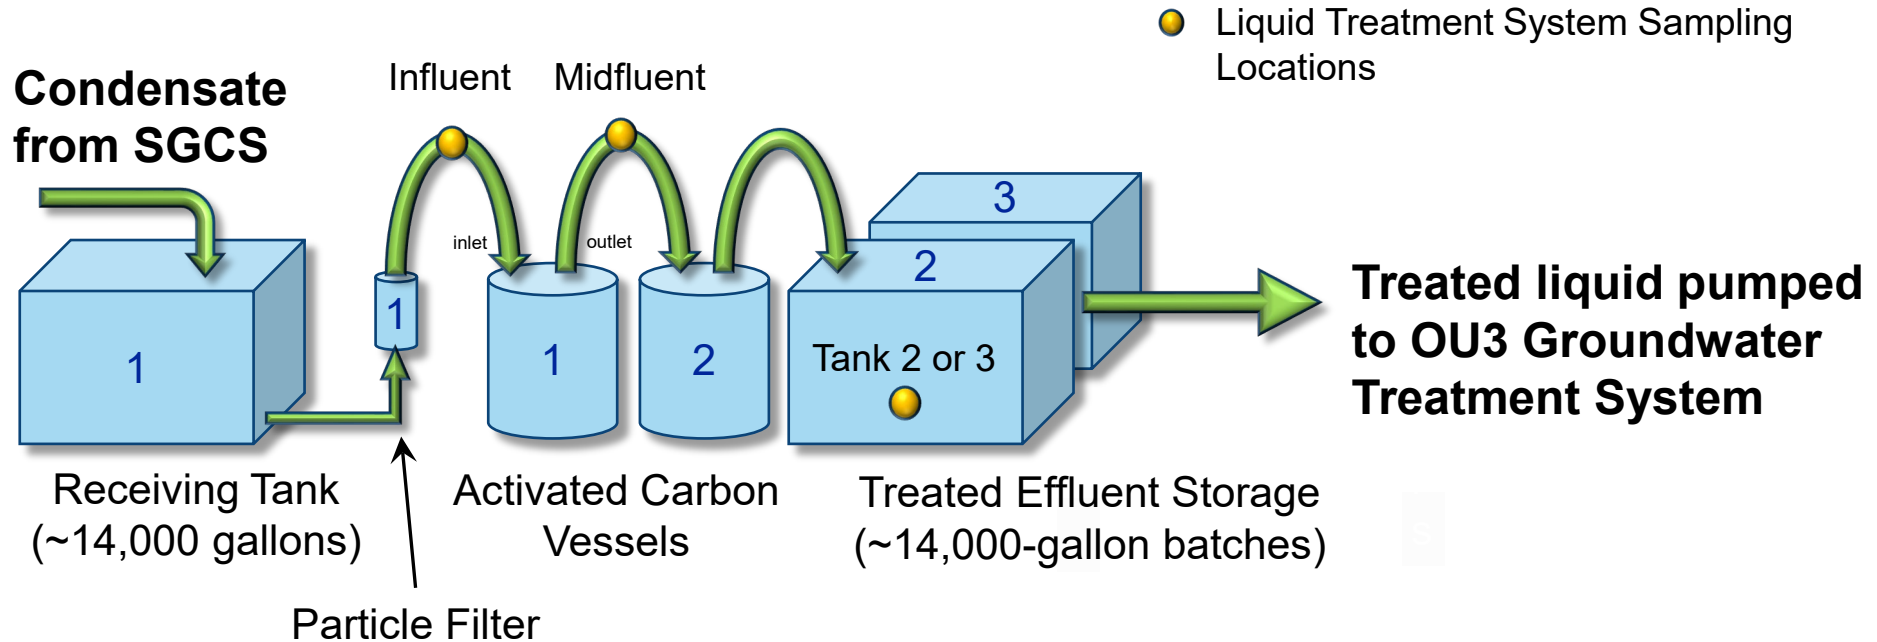 Liquid Treatment System Sampling
Locations
Condensate
from SGCS
Influent
Midfluent
inlet
outlet
1
1
1
2
2
3
Tank 2 or 3
Treated liquid pumped
to OU3 Groundwater
Treatment System
Receiving Tank
(~14,000 gallons)
Activated Carbon
Vessels
Treated Effluent Storage
(~14,000-gallon batches)
Particle Filter